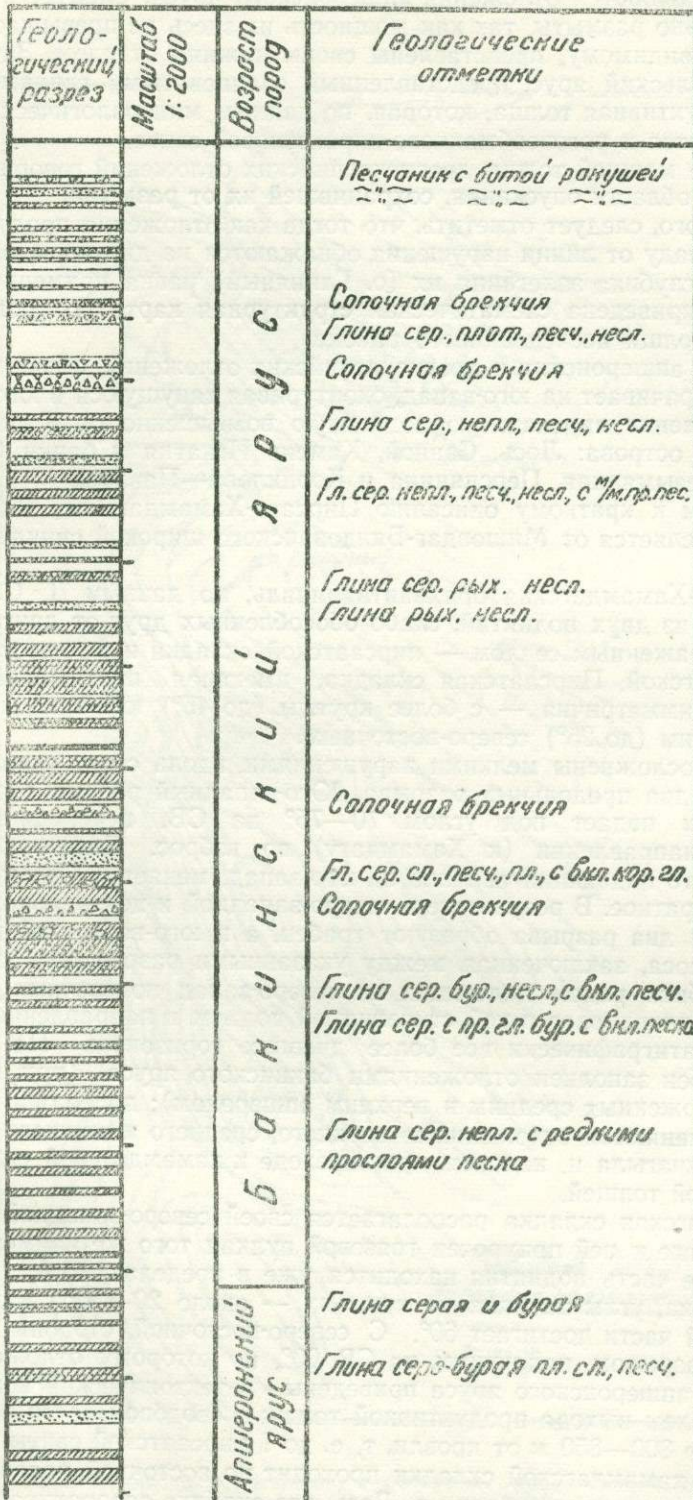 Геоло-
гический
разрез
Масштаб
1:2000
Возраст
пород
Геологические
отметки
Песчаник с битой ракушей
Сопочная брекчия
Глина сер., плот., песч., несл.
Сопочная брекчия
Глина сер., непл., песч., несл.
Гл. сер. непл., песч., несл., с м/м. пр. пес.
Глина сер. рых. несл.
Глина рых. несл.
Сопочная брекчия
Гл. сер. сл., песч., пл., с вкл. кор. гл.
Сопочная брекчия
Глина сер. бур., несл., с вкл. песч.
Глина сер. с пр. гл. бур. с вкл. песка
Глина сер. непл. с редкими
прослоями песка
Глина серая и бурая
Глина серо-бурая пл. сл., песч.
Бакинский ярус
Апшеронский
ярус